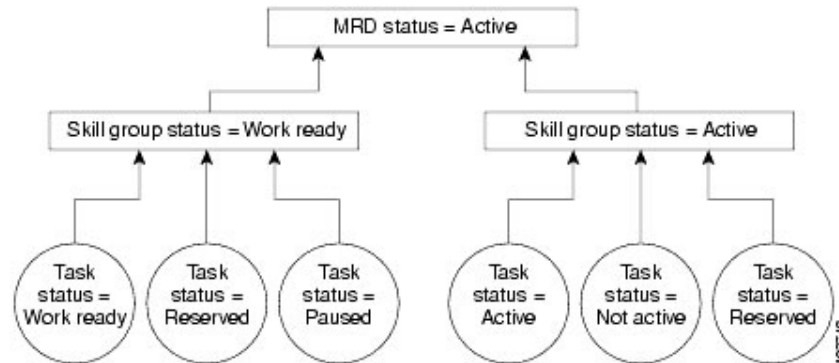 MRD status = Active
Skill group status = Work ready
Skill group status = Active
Task
status =
Work ready
Task
status =
Reserved
Task
status =
Paused
Task
status =
Active
Task
status =
Not active
Task
status =
Reserved